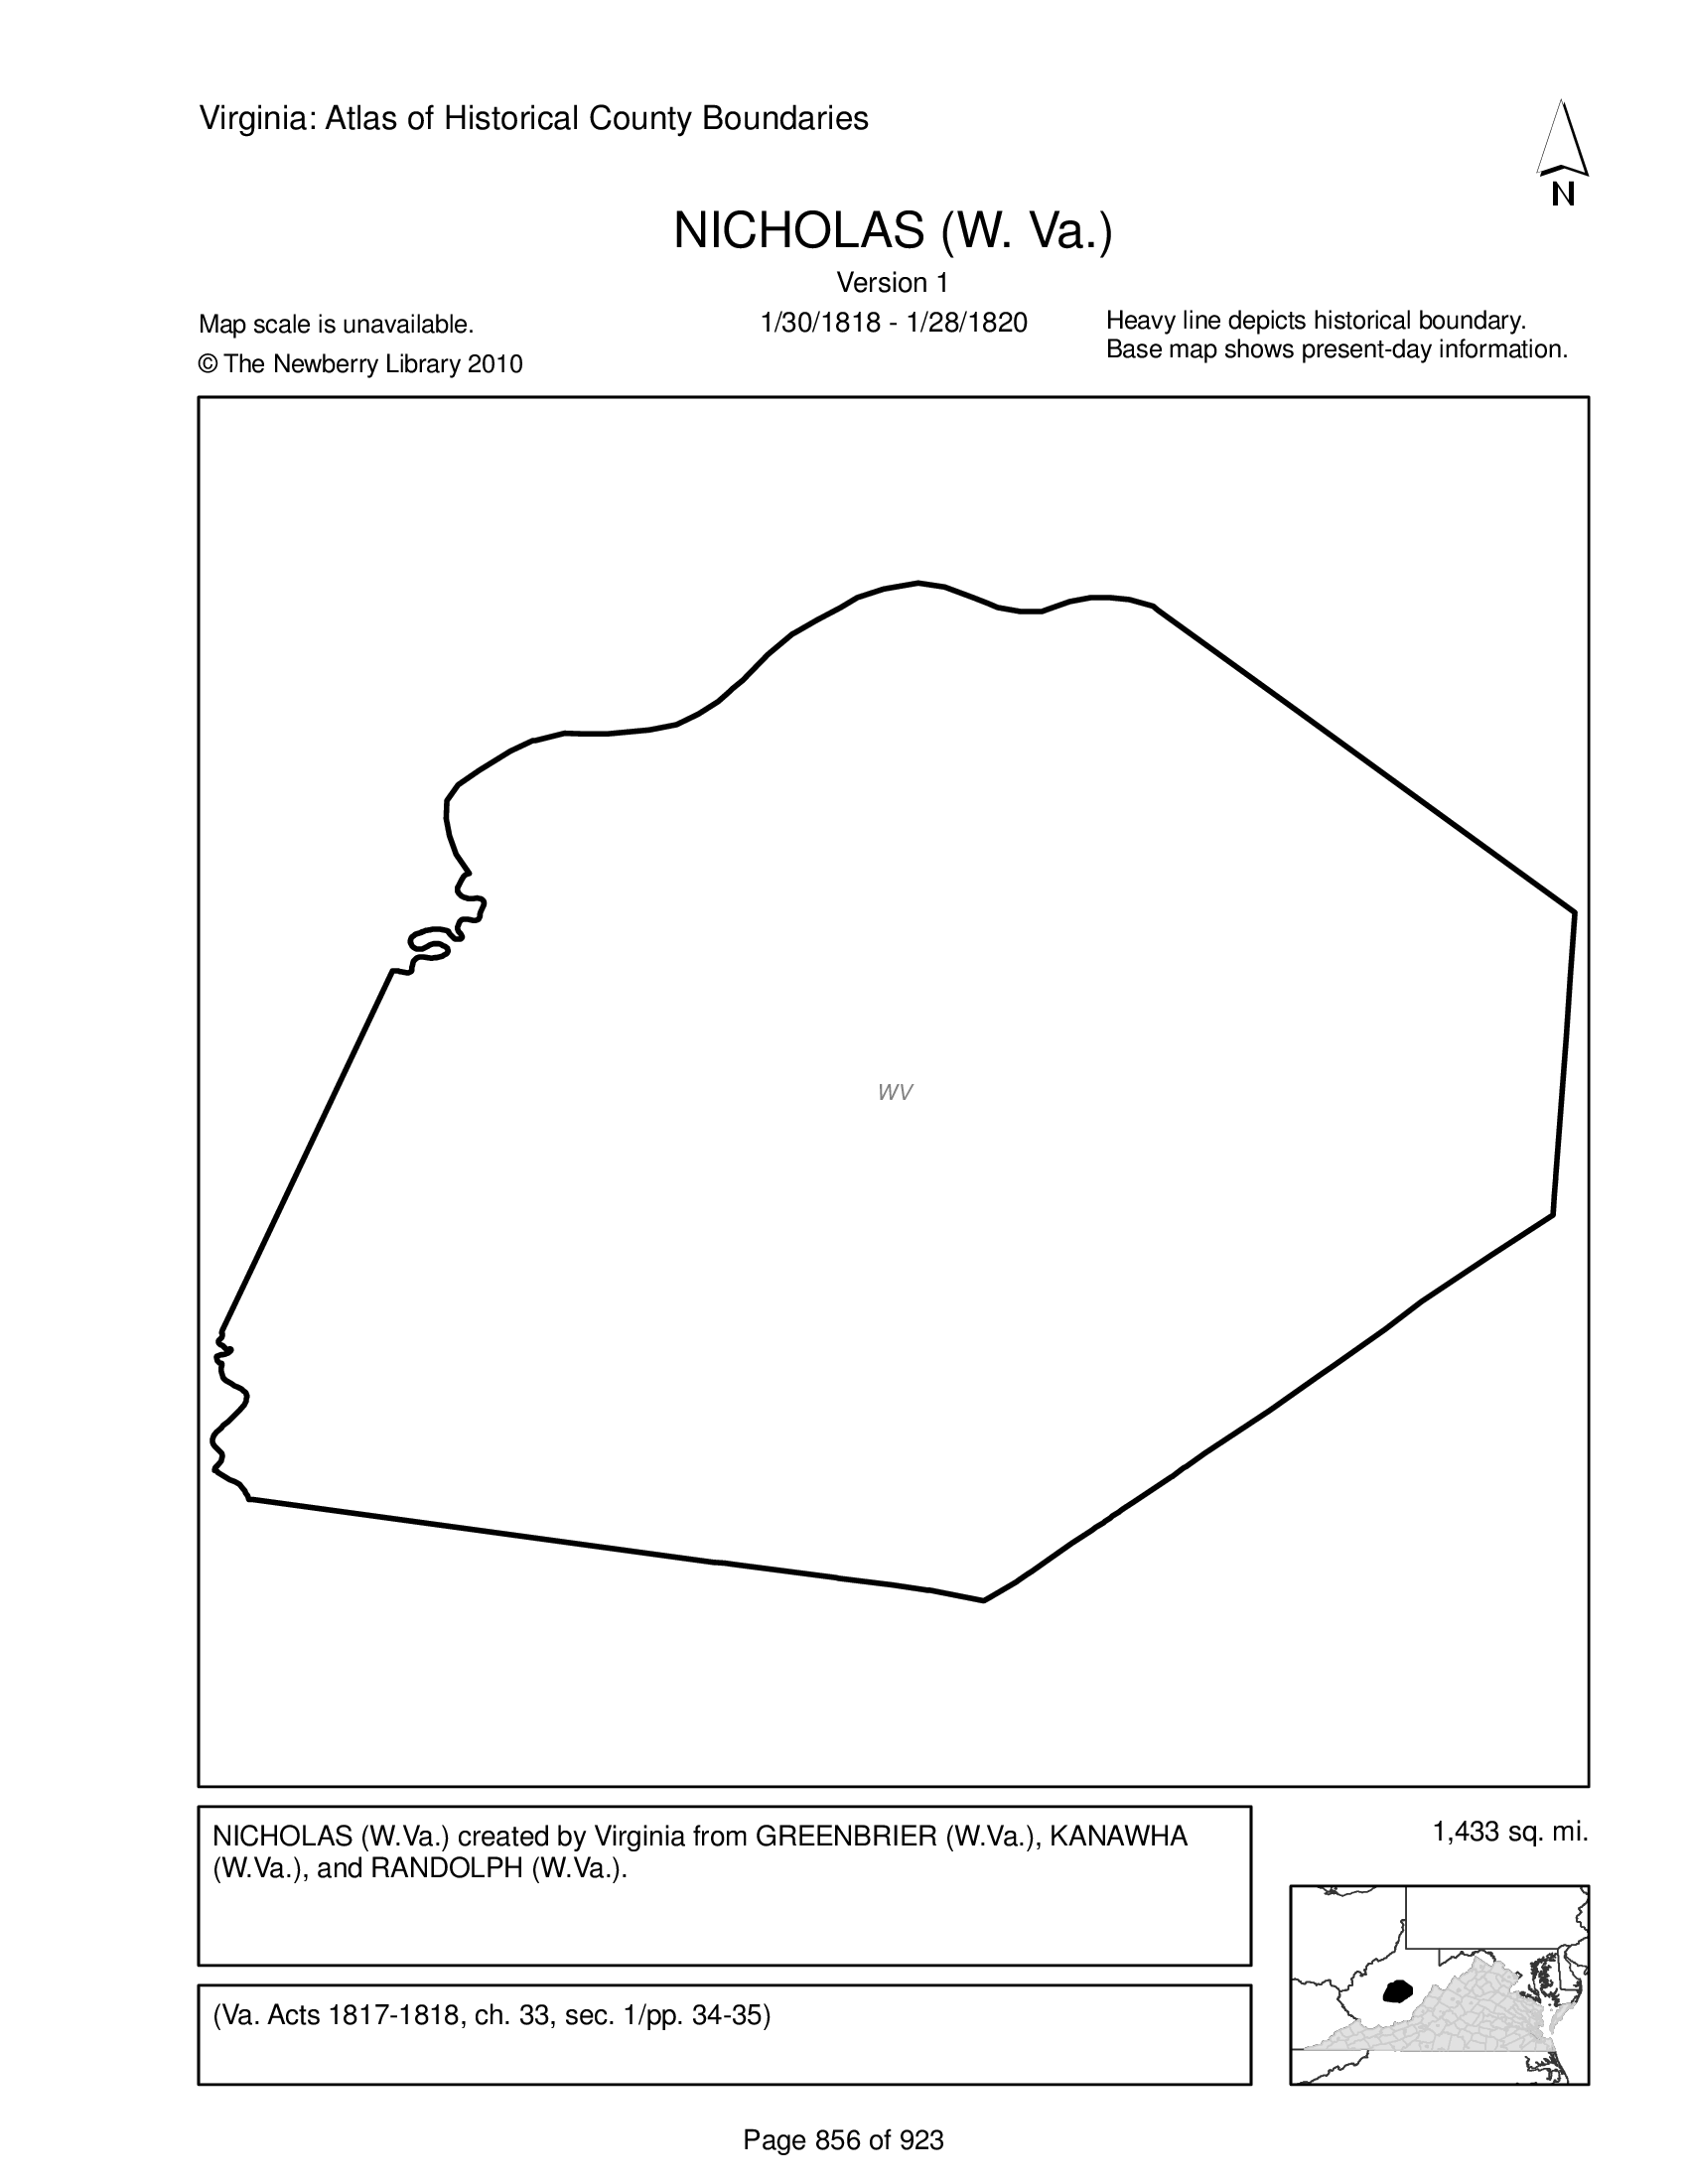 Virginia: Atlas of Historical County Boundaries
N
NICHOLAS (W. Va.)
Version 1
Map scale is unavailable.
1/30/1818 - 1/28/1820
Heavy line depicts historical boundary.
Base map shows present-day information.
© The Newberry Library 2010
WV
NICHOLAS (W.Va.) created by Virginia from GREENBRIER (W.Va.), KANAWHA
(W.Va.), and RANDOLPH (W.Va.).
1,433 sq. mi.
(Va. Acts 1817-1818, ch. 33, sec. 1/pp. 34-35)
Page 856 of 923